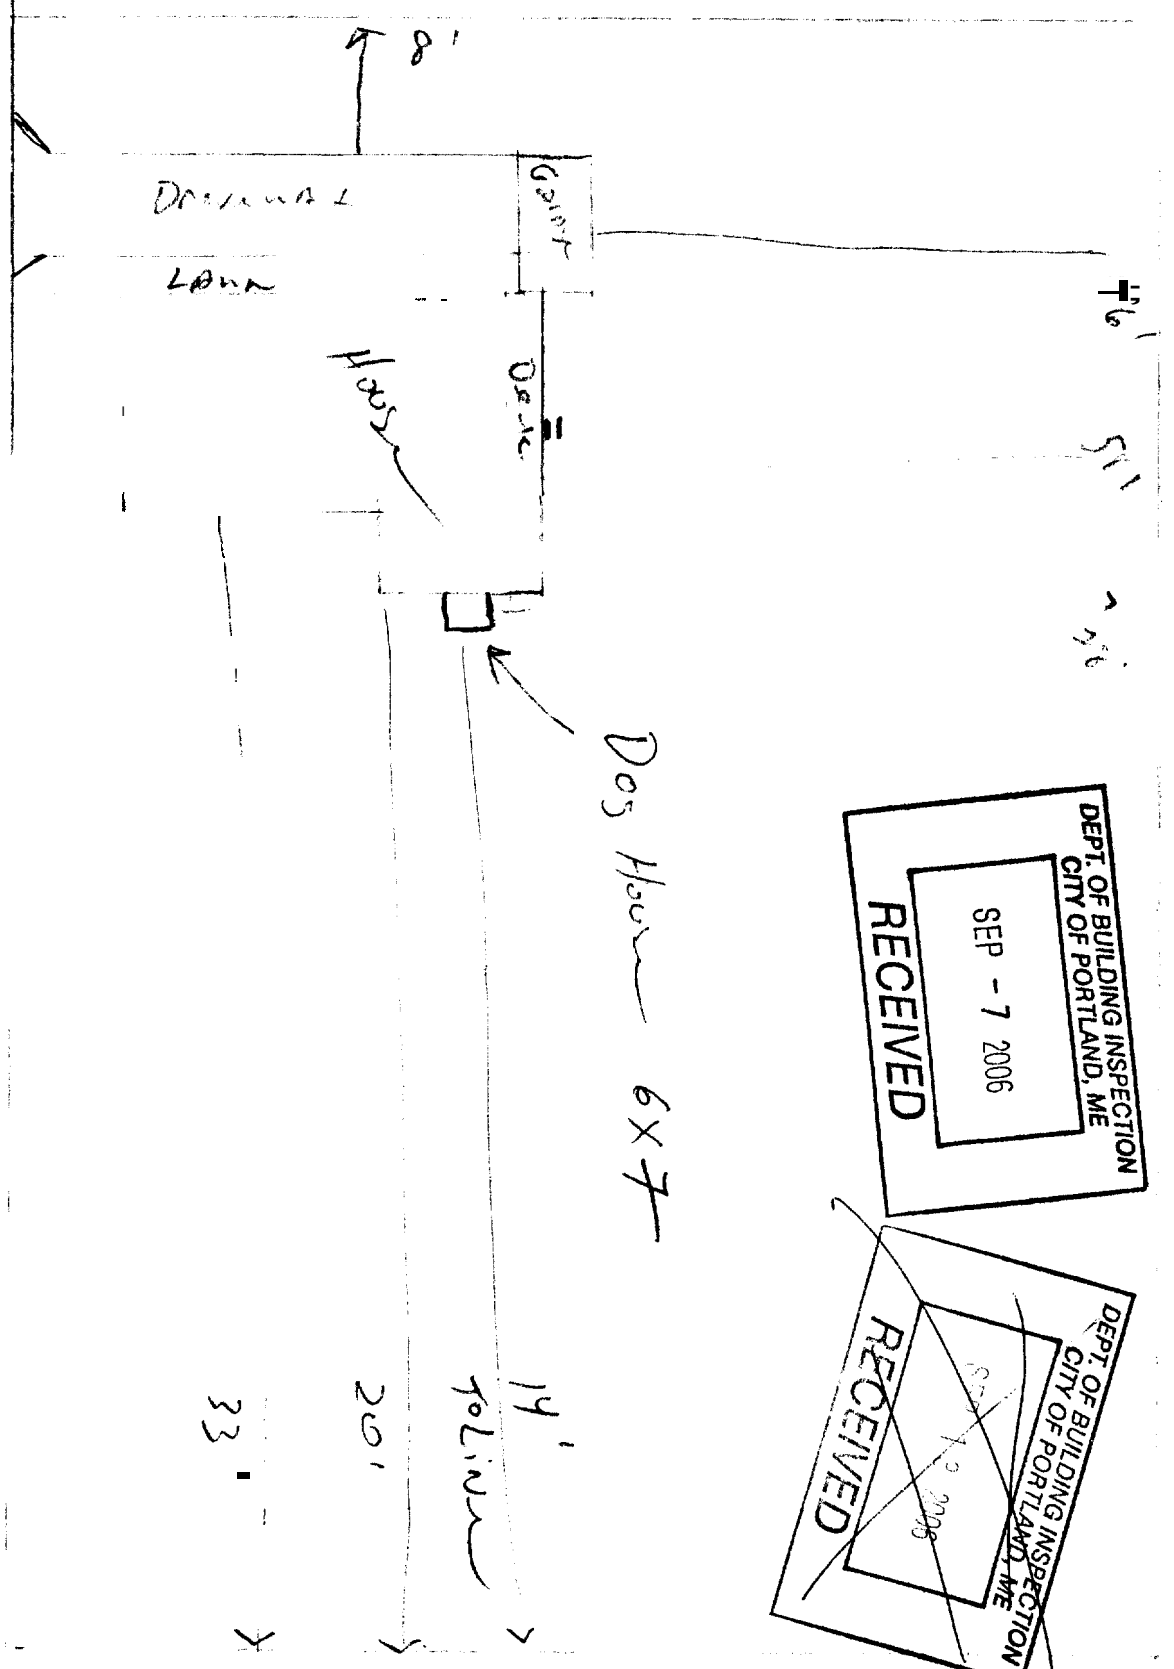 8'
LAWN
House
Deck
Dog House 6X7
14'
To Line
20'
33'
DEPT. OF BUILDING INSPECTION
CITY OF PORTLAND, ME
SEP - 7 2006
RECEIVED
DEPT. OF BUILDING INSPECTION
CITY OF PORTLAND, ME
2006
RECEIVED